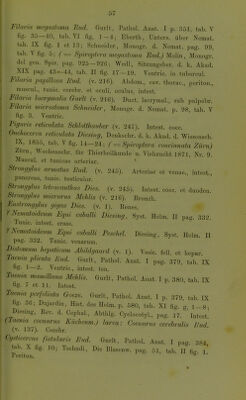 57
Filaria megastoma Rud. Gurlt, Pathol. Anat. I p. 351, tab. V
fig. 35—40, tab. VI fig. 1—4; Eberth, Unters. über Nemat.
tab. IX fig. 1 et 13; Schneider, Monogr. d. Nemat. pag. 99,
tab. V fig. 5; (= Spiroptera megastoma Rud.) Molin, Monogr.
del gen. Spir. pag. 925—926; Wedl, Sitzungsber. d. k. Akad.
XIX pag. 43—44, tab. II fig. 17—19. Ventric. in tubercul.
Filaria papillosa Rud. (v. 216). Abdom., cav. thorac., periton.,
muscul., tunic. cerebr. et oculi, oculus, intest.
Filaria lacrymalis Gurlt (v. 216). Duct. lacrymal., sub palpebr.
Filaria microstoma Schneider, Monogr. d. Nemat. p. 98, tab. V
fig. 3. Ventric.
Pizaria reticulata Schlotthauber (v. 247). Intest. coec.
Onchocerca reticulata Diesing, Denkschr. d. k. Akad. d. Wissensch.
IX. 1855, tab. V fig. 14—24; (= Spiroptera cincinnata Zürn)
Zürn, Wochenschr. für Thierheilkunde u. Viehzucht 1871, Nr. 9.
Muscul. et tunicae arteriae.
Strongylus armatus Rud. (v. 245). Arteriae et venae, intest.,
pancreas, tunic. testicular.
Strongylus tetracanthus Dies. (v. 245). Intest. coec. et duoden.
Strongylus micrurus Mehlis (v. 216). Bronch.
Eustrongylus gigas Dies. (v. 1). Renes.
? Nematoideum Equi caballi Diesing, Syst. Helm. II pag. 332.
Tunic. intest. crass.
? Nematoideum Equi caballi Peschel. Diesing, Syst. Helm. II
pag. 332. Tunic. venarum.
Distomum hepaticum Abildgaard (v. 1). Vesic. fell. et hepar.
Taenia plicata Rud. Gurlt, Pathol. Anat. I pag. 379, tab. IX
fig. 1—2. Ventric., intest. ten.
Taenia mamillana Mehlis. Gurlt, Pathol. Anat. I p. 380, tab. IX
fig. 7 et 11. Intest.
Taenia perfoliata Goeze. Gurlt, Pathol. Anat. I p. 379, tab. IX
fig. 36; Dujardin, Hist. des Helm. p. 580, tab. XI fig. g, 1—8;
Diesing, Rev. d. Cephal. Abthlg. Cyclocotyl. pag. 17. Intest.
(Taenia coenurus Küchenm.) larva: Coenurus cerebralis Rud.
(v. 137). Cerebr.
Cysticercus fistularis Rud. Gurlt, Pathol. Anat. I pag. 384,
tab. X fig. 10; Tschudi, Die Blasenw. pag. 53, tab. II fig. 1.
Periton.